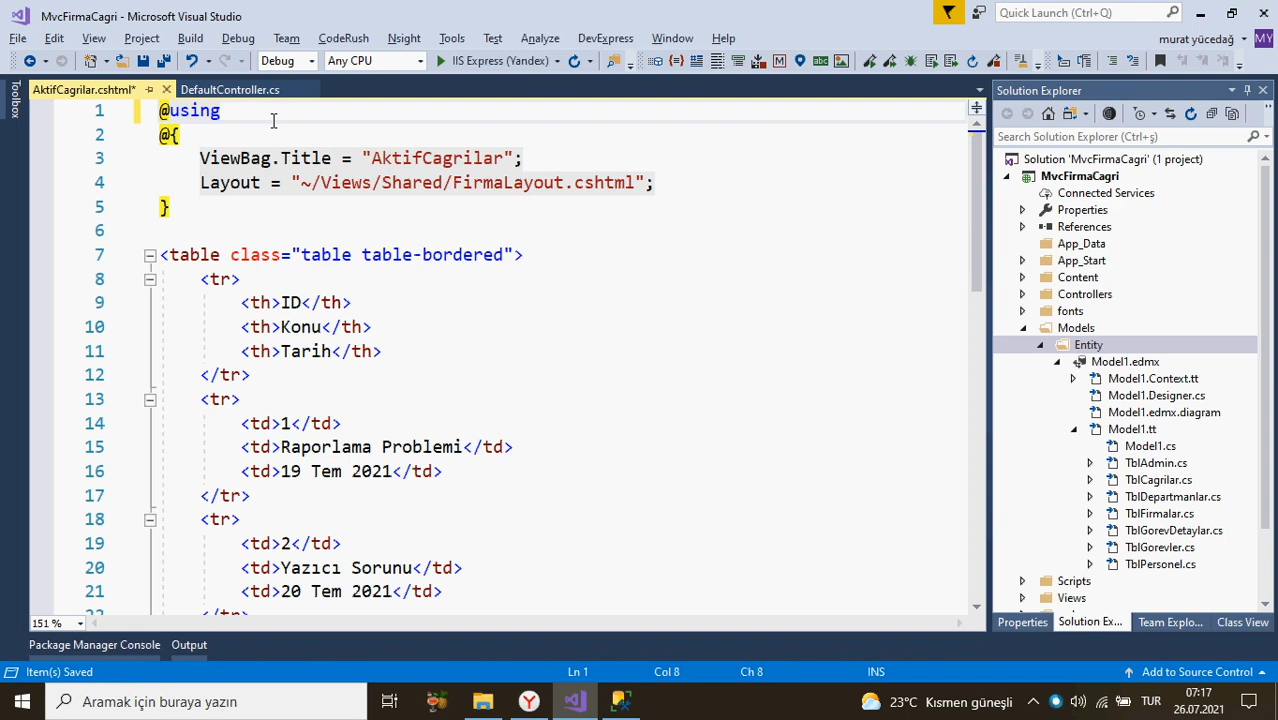 MvcFirmaCagri - Microsoft Visual Studio
Quick Launch (Ctrl+Q)
File Edit View Project Build Debug Team CodeRush Nsight Tools Test Analyze DevExpress Window Help
murat yücedağ MY
Debug Any CPU IIS Express (Yandex)
Toolbox
AktifCagrilar.cshtml* DefaultController.cs
1 @using
2 @{
3 ViewBag.Title = "AktifCagrilar";
4 Layout = "~/Views/Shared/FirmaLayout.cshtml";
5 }
6
7 <table class="table table-bordered">
8 <tr>
9 <th>ID</th>
10 <th>Konu</th>
11 <th>Tarih</th>
12 </tr>
13 <tr>
14 <td>1</td>
15 <td>Raporlama Problemi</td>
16 <td>19 Tem 2021</td>
17 </tr>
18 <tr>
19 <td>2</td>
20 <td>Yazıcı Sorunu</td>
21 <td>20 Tem 2021</td>
22 </tr>
151 %
Solution Explorer
Search Solution Explorer (Ctrl+ş)
Solution 'MvcFirmaCagri' (1 project)
MvcFirmaCagri
Connected Services
Properties
References
App_Data
App_Start
Content
Controllers
fonts
Models
Entity
Model1.edmx
Model1.Context.tt
Model1.Designer.cs
Model1.edmx.diagram
Model1.tt
Model1.cs
TblAdmin.cs
TblCagrilar.cs
TblDepartmanlar.cs
TblFirmalar.cs
TblGorevDetaylar.cs
TblGorevler.cs
TblPersonel.cs
Scripts
Views
Properties Solution Ex... Team Explo... Class View
Package Manager Console Output
Item(s) Saved Ln 1 Col 8 Ch 8 INS Add to Source Control
Aramak için buraya yazın
23°C Kısmen güneşli
TUR
07:17
26.07.2021